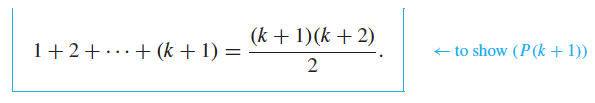 1 + 2 + ··· + (k + 1) = (k + 1)(k + 2) / 2 . ← to show (P(k + 1))